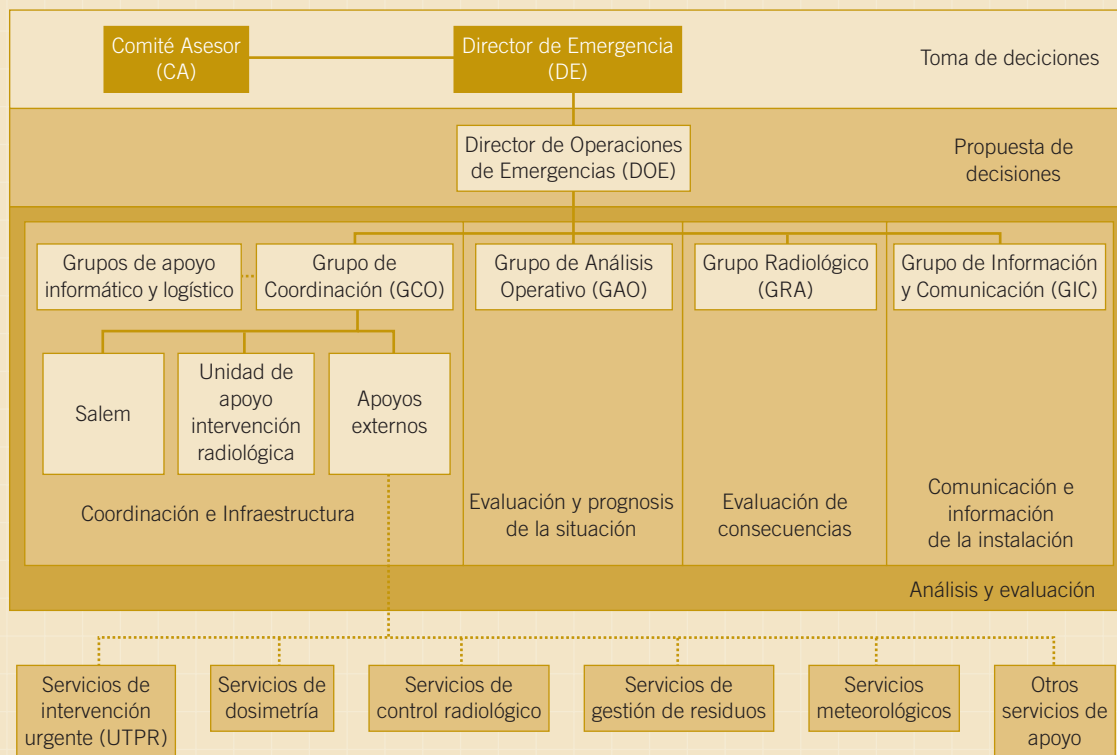 Comité Asesor
(CA)
Director de Emergencia
(DE)
Toma de deciciones
Director de Operaciones
de Emergencias (DOE)
Propuesta de
decisiones
Grupos de apoyo
informático y logístico
Grupo de
Coordinación (GCO)
Grupo de Análisis
Operativo (GAO)
Grupo Radiológico
(GRA)
Grupo de Información
y Comunicación (GIC)
Salem
Unidad de
apoyo
intervención
radiológica
Apoyos
externos
Coordinación e Infraestructura
Evaluación y prognosis
de la situación
Evaluación de
consecuencias
Comunicación e
información
de la instalación
Análisis y evaluación
Servicios de
intervención
urgente (UTPR)
Servicios de
dosimetría
Servicios de
control radiológico
Servicios de
gestión de residuos
Servicios
meteorológicos
Otros
servicios de
apoyo